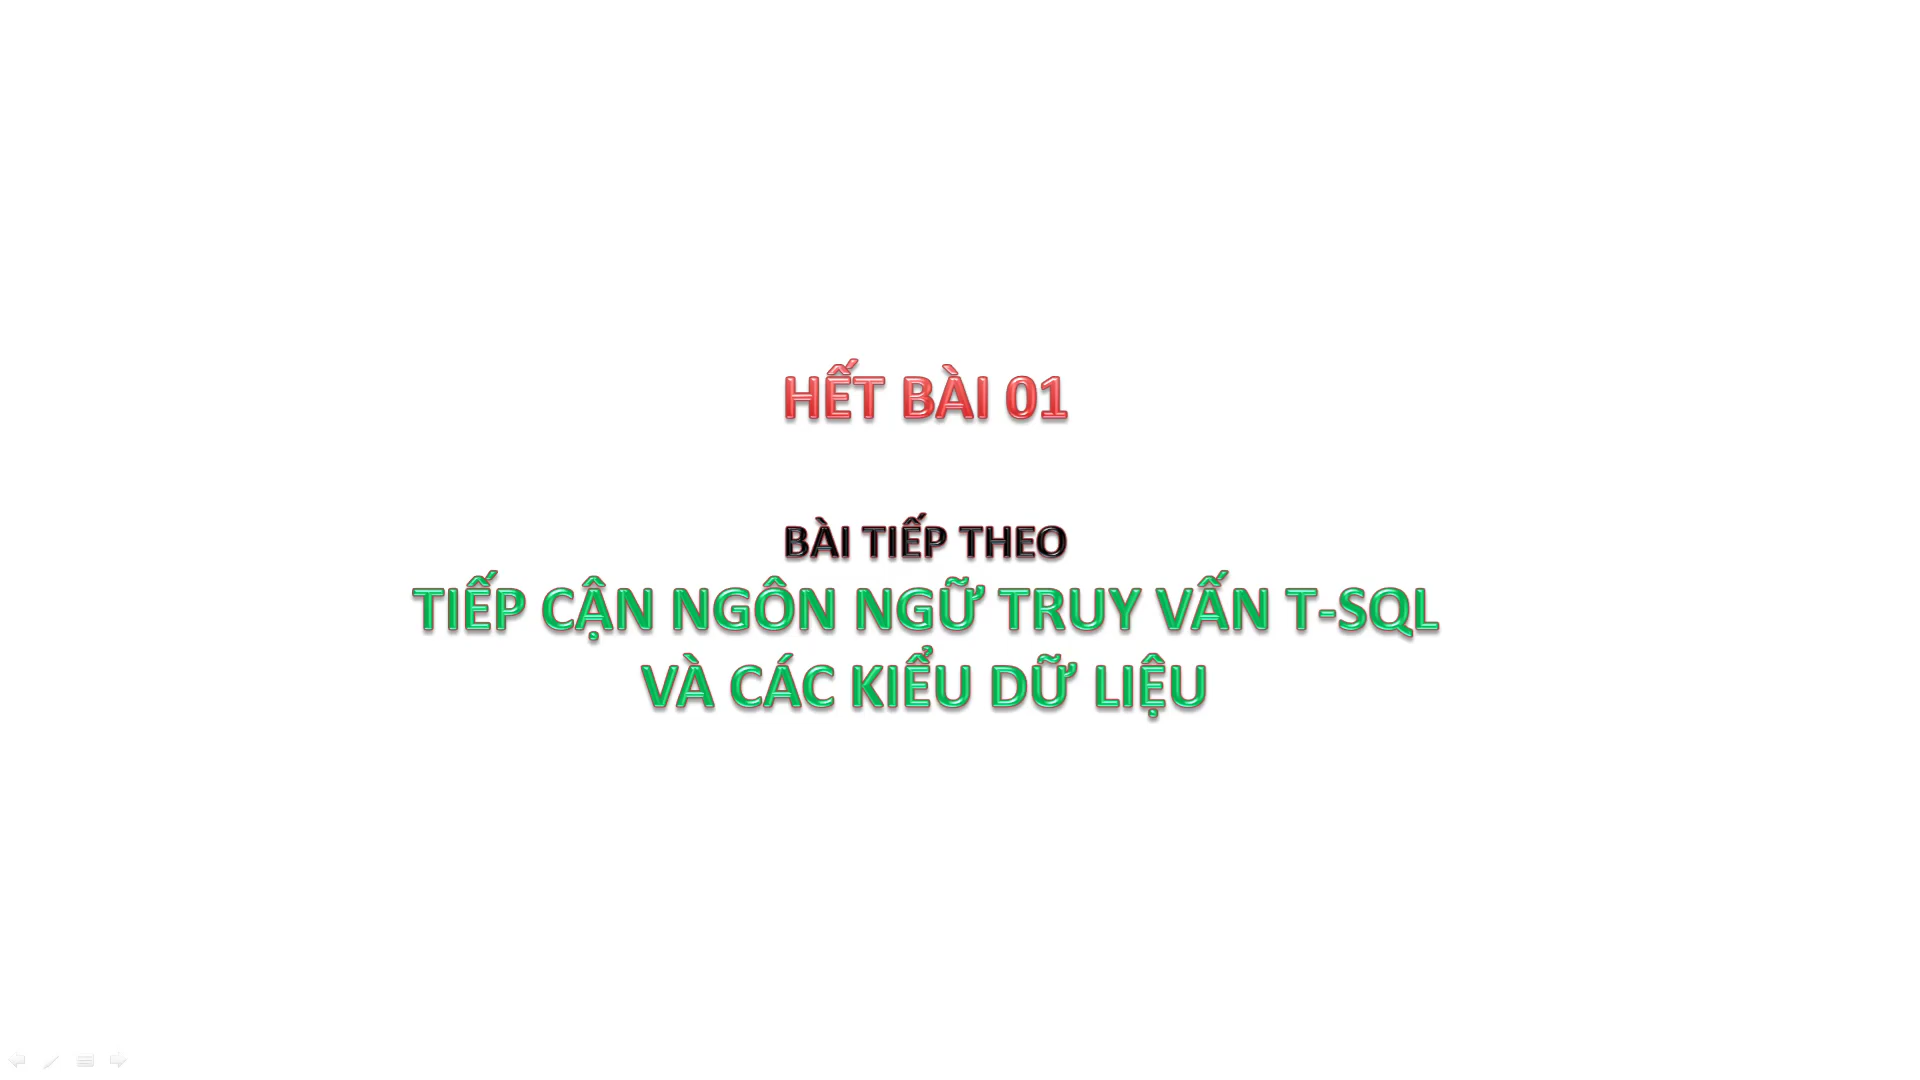 HẾT BÀI 01
BÀI TIẾP THEO
TIẾP CẬN NGÔN NGỮ TRUY VẤN T-SQL
VÀ CÁC KIỂU DỮ LIỆU